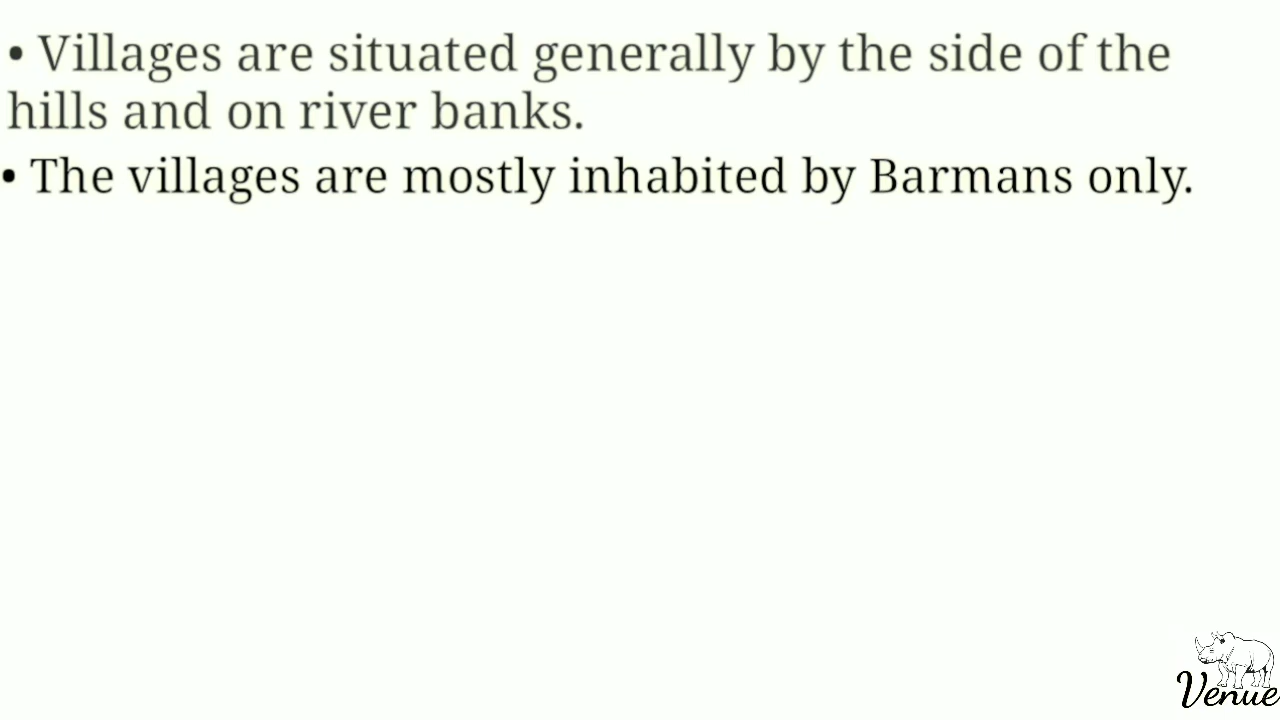 • Villages are situated generally by the side of the
hills and on river banks.
• The villages are mostly inhabited by Barmans only.
Venue